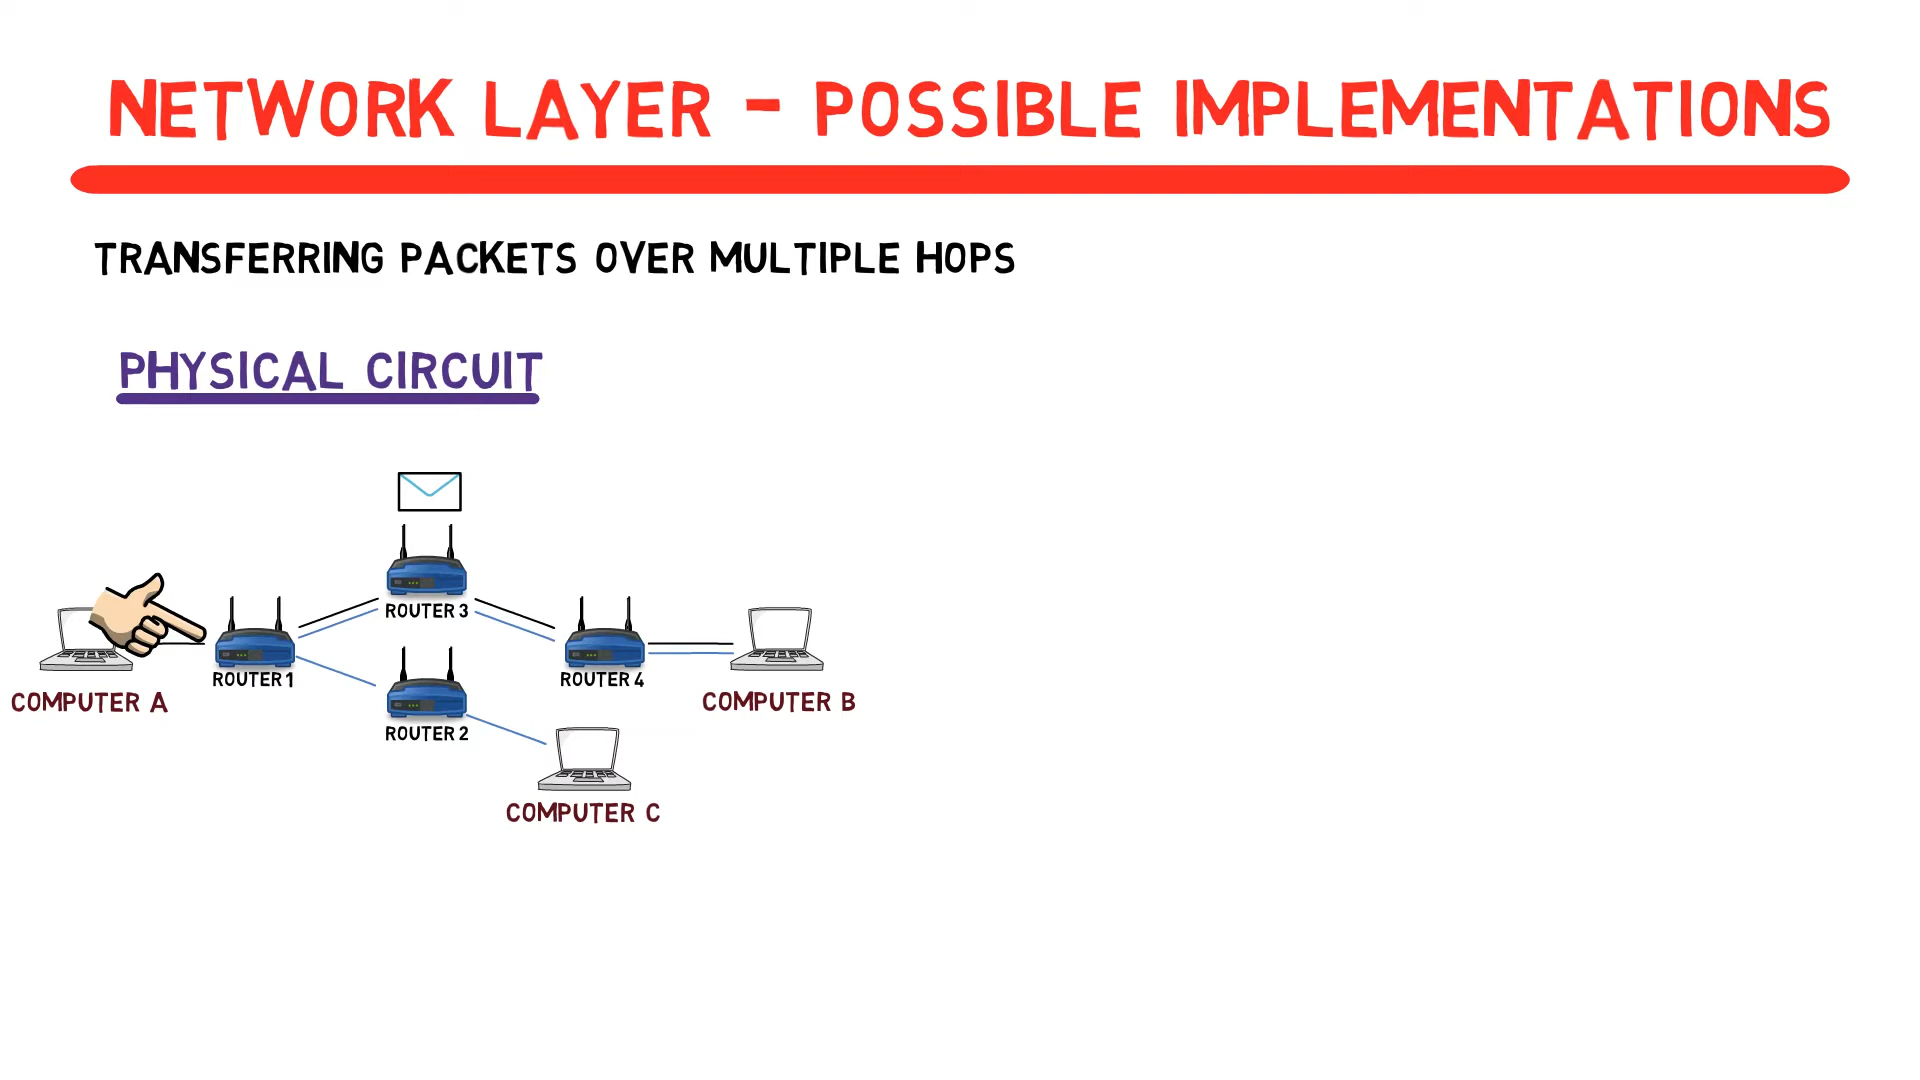 NETWORK LAYER - POSSIBLE IMPLEMENTATIONS
TRANSFERRING PACKETS OVER MULTIPLE HOPS
PHYSICAL CIRCUIT
ROUTER 3
ROUTER 1
ROUTER 4
COMPUTER A
COMPUTER B
ROUTER 2
COMPUTER C